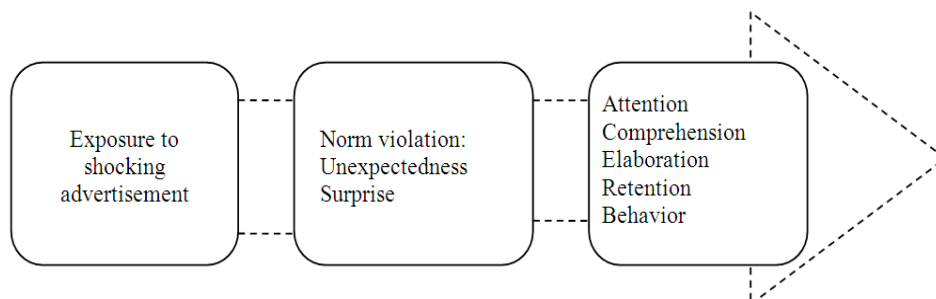 Exposure to
shocking
advertisement
Norm violation:
Unexpectedness
Surprise
Attention
Comprehension
Elaboration
Retention
Behavior